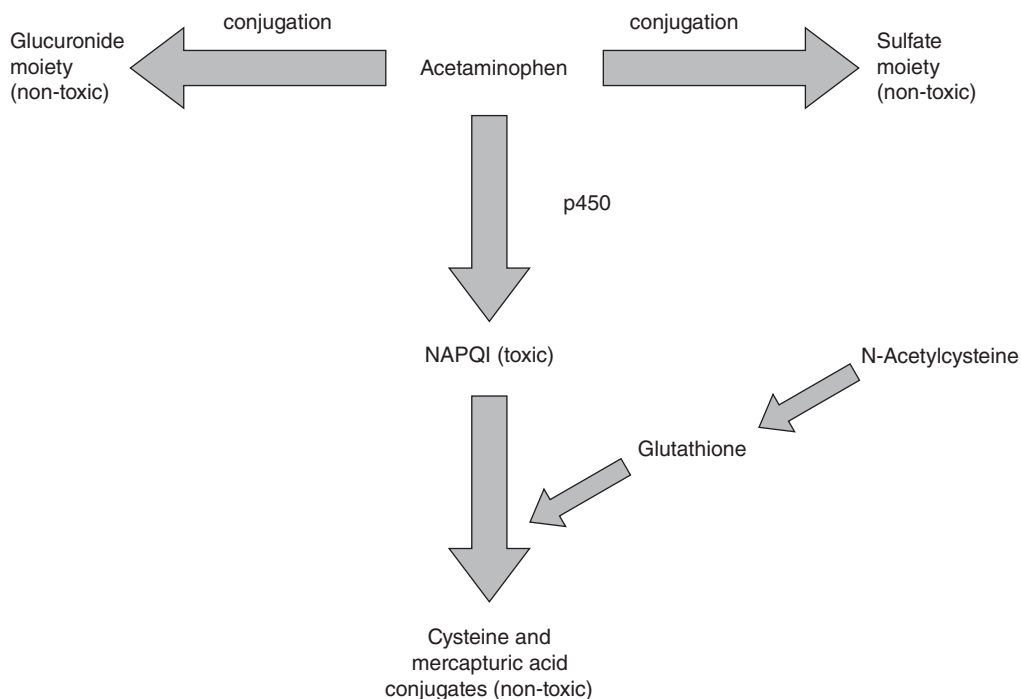 conjugation
conjugation
Glucuronide
moiety
(non-toxic)
Acetaminophen
Sulfate
moiety
(non-toxic)
p450
NAPQI (toxic)
N-Acetylcysteine
Glutathione
Cysteine and
mercapturic acid
conjugates (non-toxic)